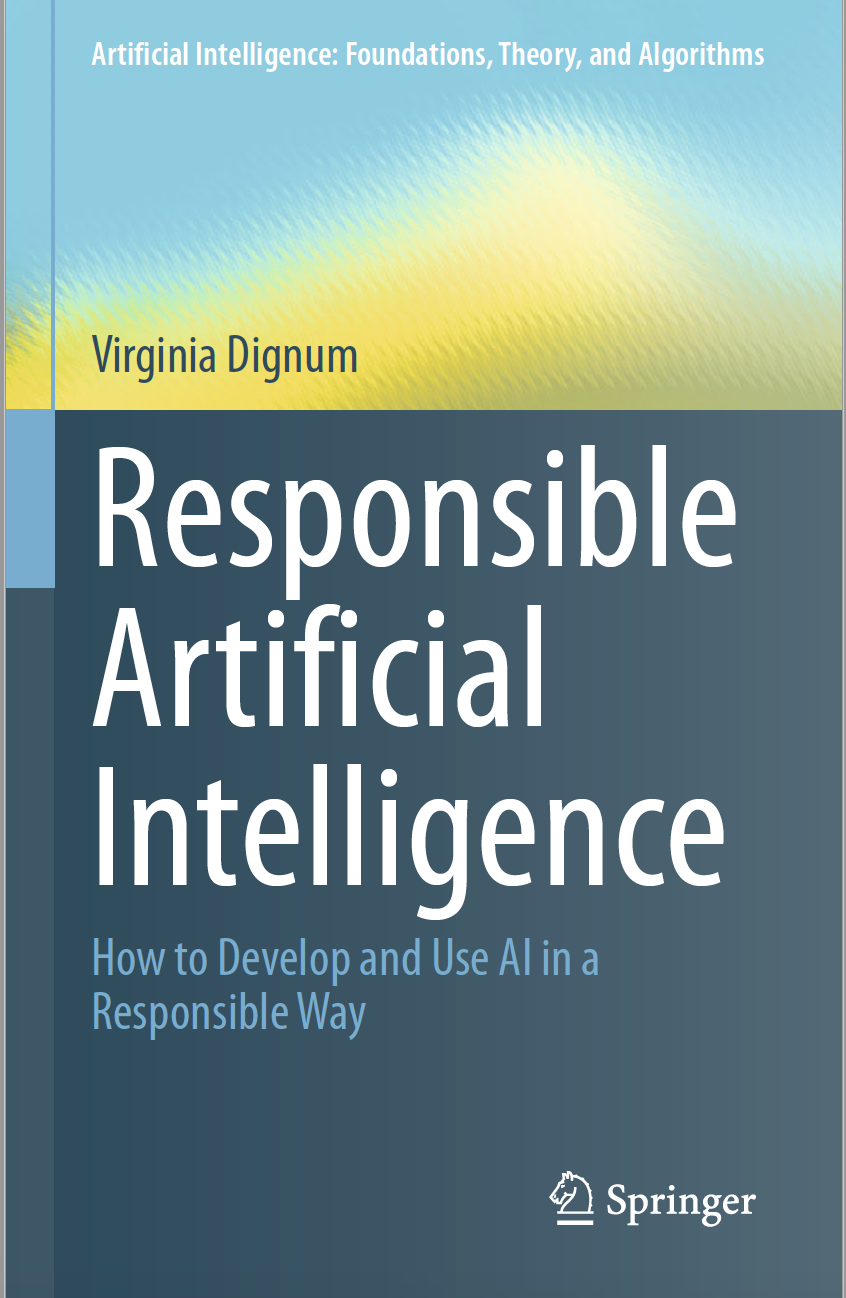 Artificial Intelligence: Foundations, Theory, and Algorithms
Virginia Dignum
Responsible
Artificial
Intelligence
How to Develop and Use AI in a
Responsible Way
Springer